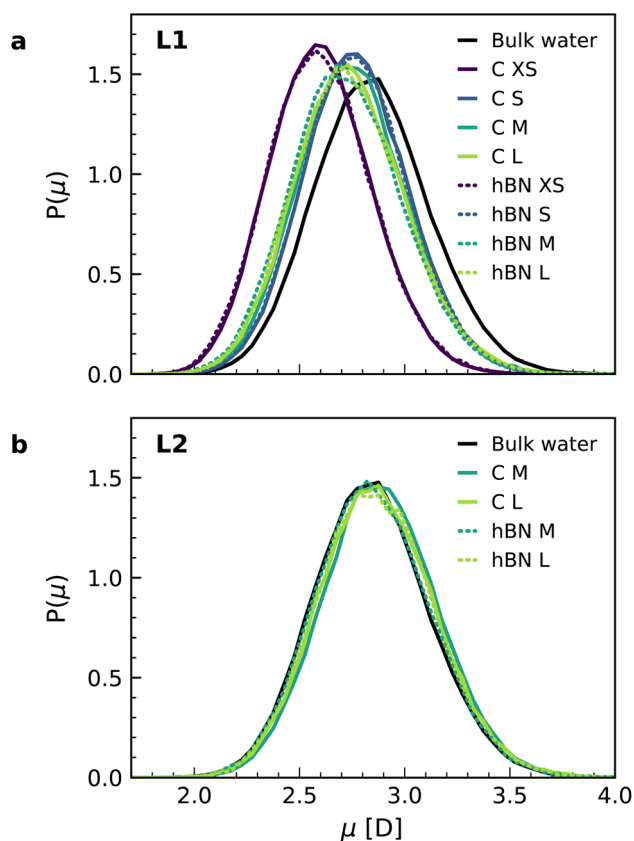 a
L1
Bulk water
C XS
C S
C M
C L
hBN XS
hBN S
hBN M
hBN L
P(μ)
1.5
1.0
0.5
0.0
b
L2
Bulk water
C M
C L
hBN M
hBN L
P(μ)
1.5
1.0
0.5
0.0
2.0 2.5 3.0 3.5 4.0
μ [D]